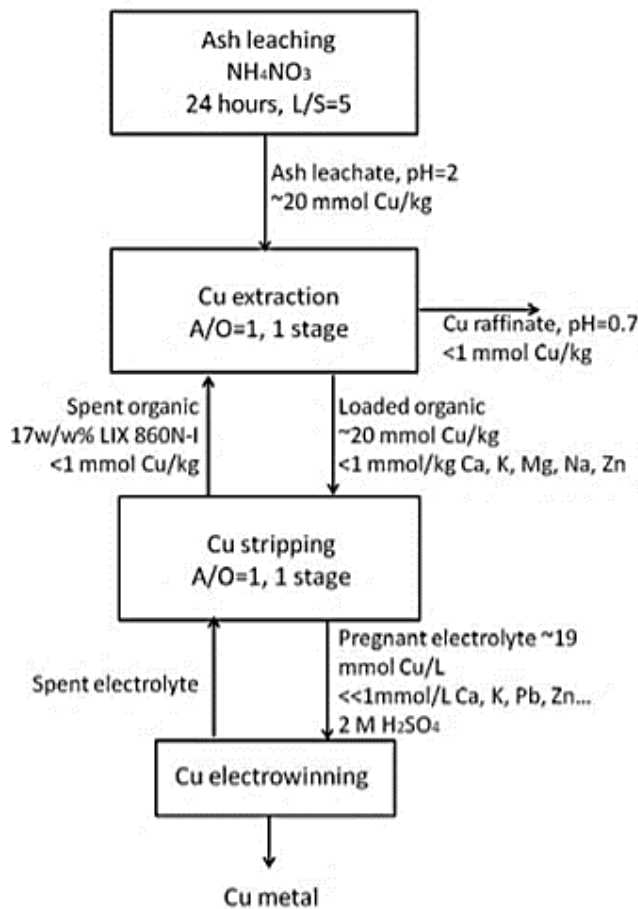 Ash leaching
NH₄NO₃
24 hours, L/S=5
Ash leachate, pH=2
~20 mmol Cu/kg
Cu extraction
A/O=1, 1 stage
Cu raffinate, pH=0.7
<1 mmol Cu/kg
Spent organic
17w/w% LIX 860N-I
<1 mmol Cu/kg
Loaded organic
~20 mmol Cu/kg
<1 mmol/kg Ca, K, Mg, Na, Zn
Cu stripping
A/O=1, 1 stage
Spent electrolyte
Pregnant electrolyte ~19
mmol Cu/L
<<1mmol/L Ca, K, Pb, Zn...
2 M H₂SO₄
Cu electrowinning
Cu metal